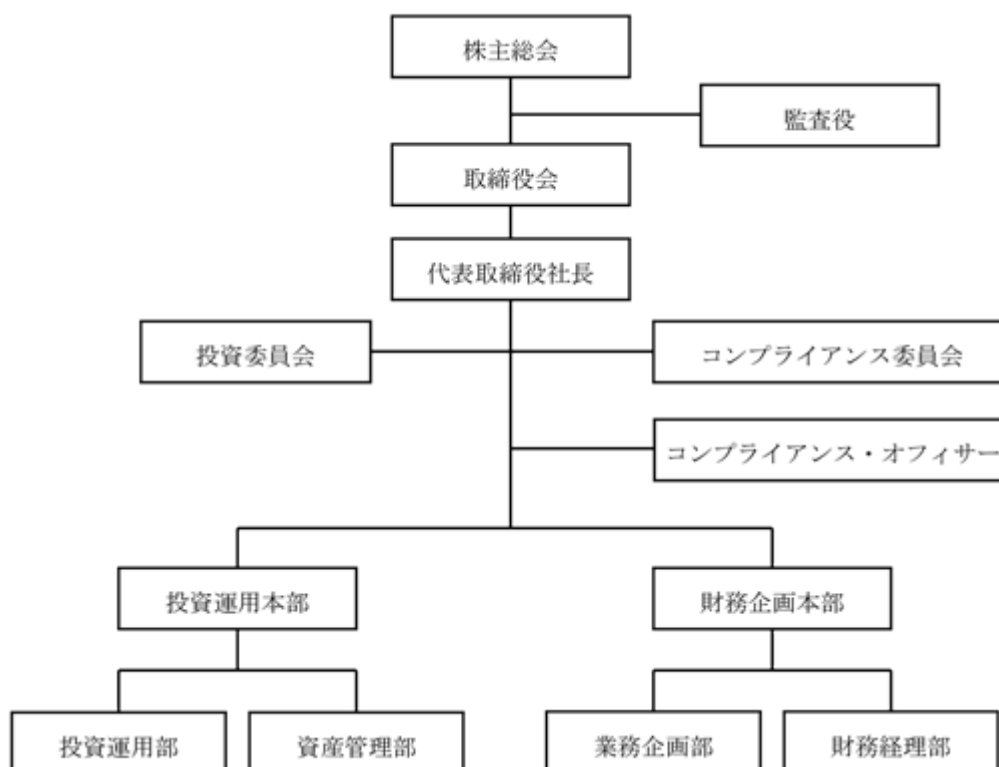 株主総会
監査役
取締役会
代表取締役社長
投資委員会
コンプライアンス委員会
コンプライアンス・オフィサー
投資運用本部
財務企画本部
投資運用部
資産管理部
業務企画部
財務経理部